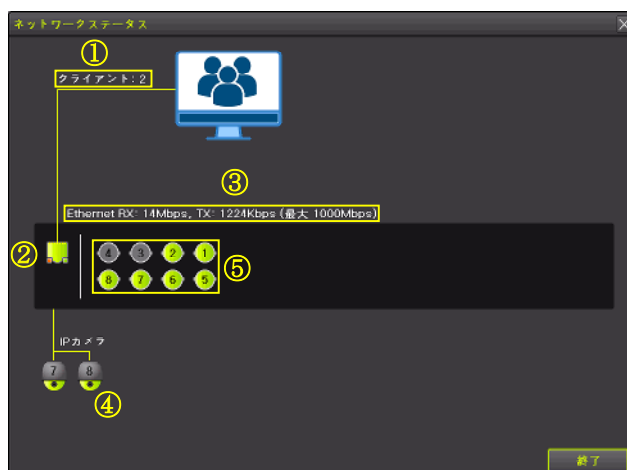 ネットワークステータス
①
クライアント: 2
③
Ethernet RX: 14Mbps, TX: 1224Kbps (最大 1000Mbps)
②
4 3 2 1
8 7 6 5
⑤
IPカメラ
7 8
④
終了